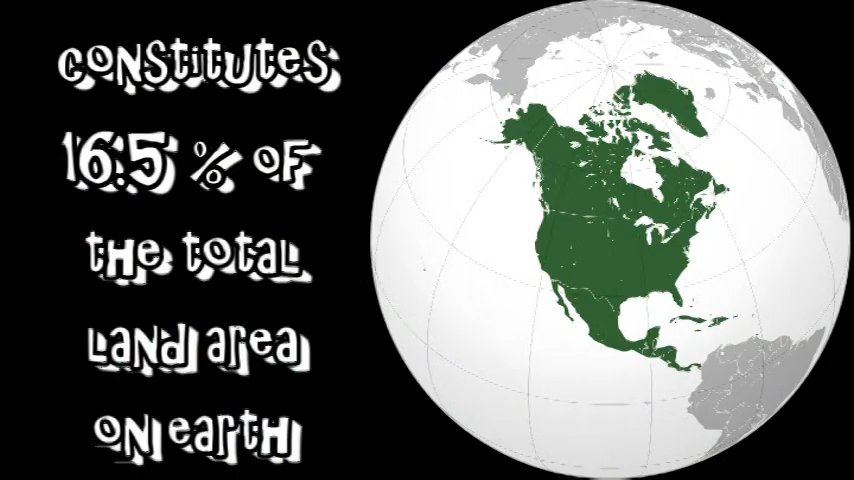 CONSTITUTES
16.5 % OF
THE TOTAL
LAND AREA
ON EARTH